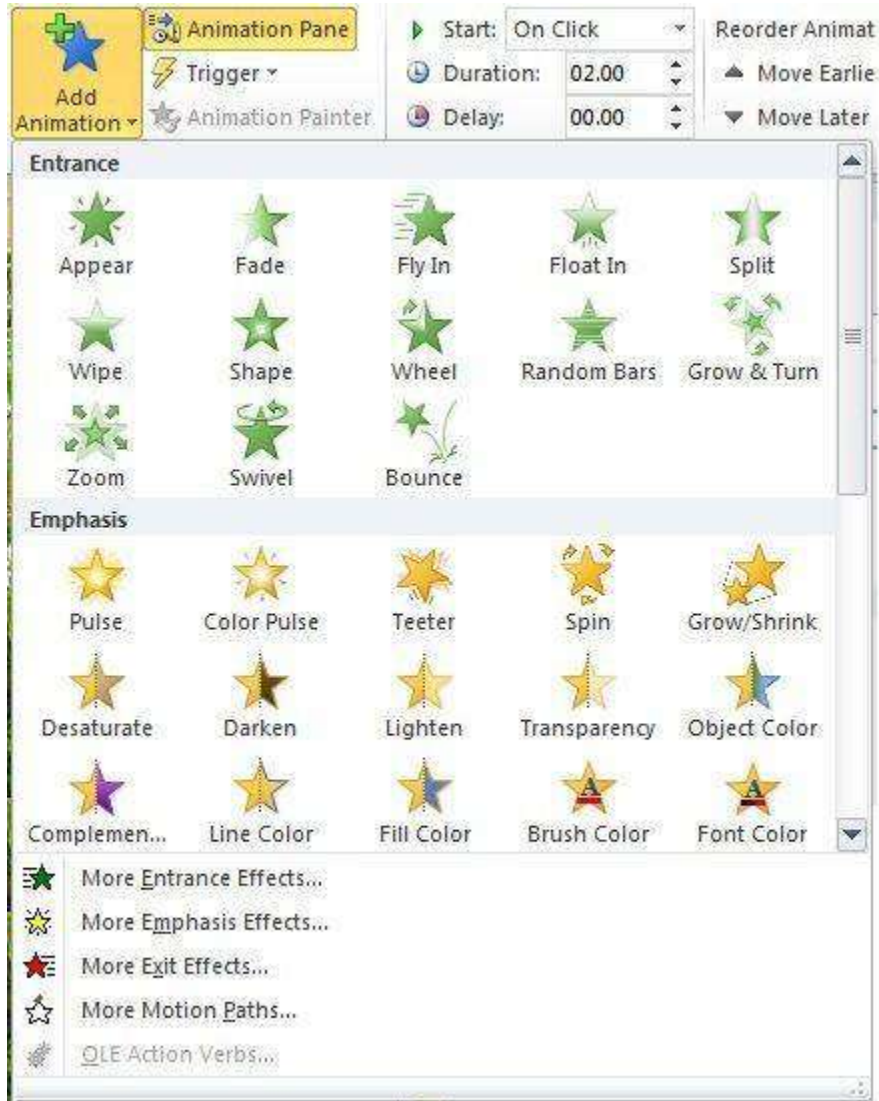 Add
Animation
Animation Pane
Trigger
Animation Painter
Start: On Click
Duration: 02.00
Delay: 00.00
Reorder Animat
Move Earlie
Move Later
Entrance
Appear Fade Fly In Float In Split
Wipe Shape Wheel Random Bars Grow & Turn
Zoom Swivel Bounce
Emphasis
Pulse Color Pulse Teeter Spin Grow/Shrink
Desaturate Darken Lighten Transparency Object Color
Complemen... Line Color Fill Color Brush Color Font Color
More Entrance Effects...
More Emphasis Effects...
More Exit Effects...
More Motion Paths...
OLE Action Verbs...